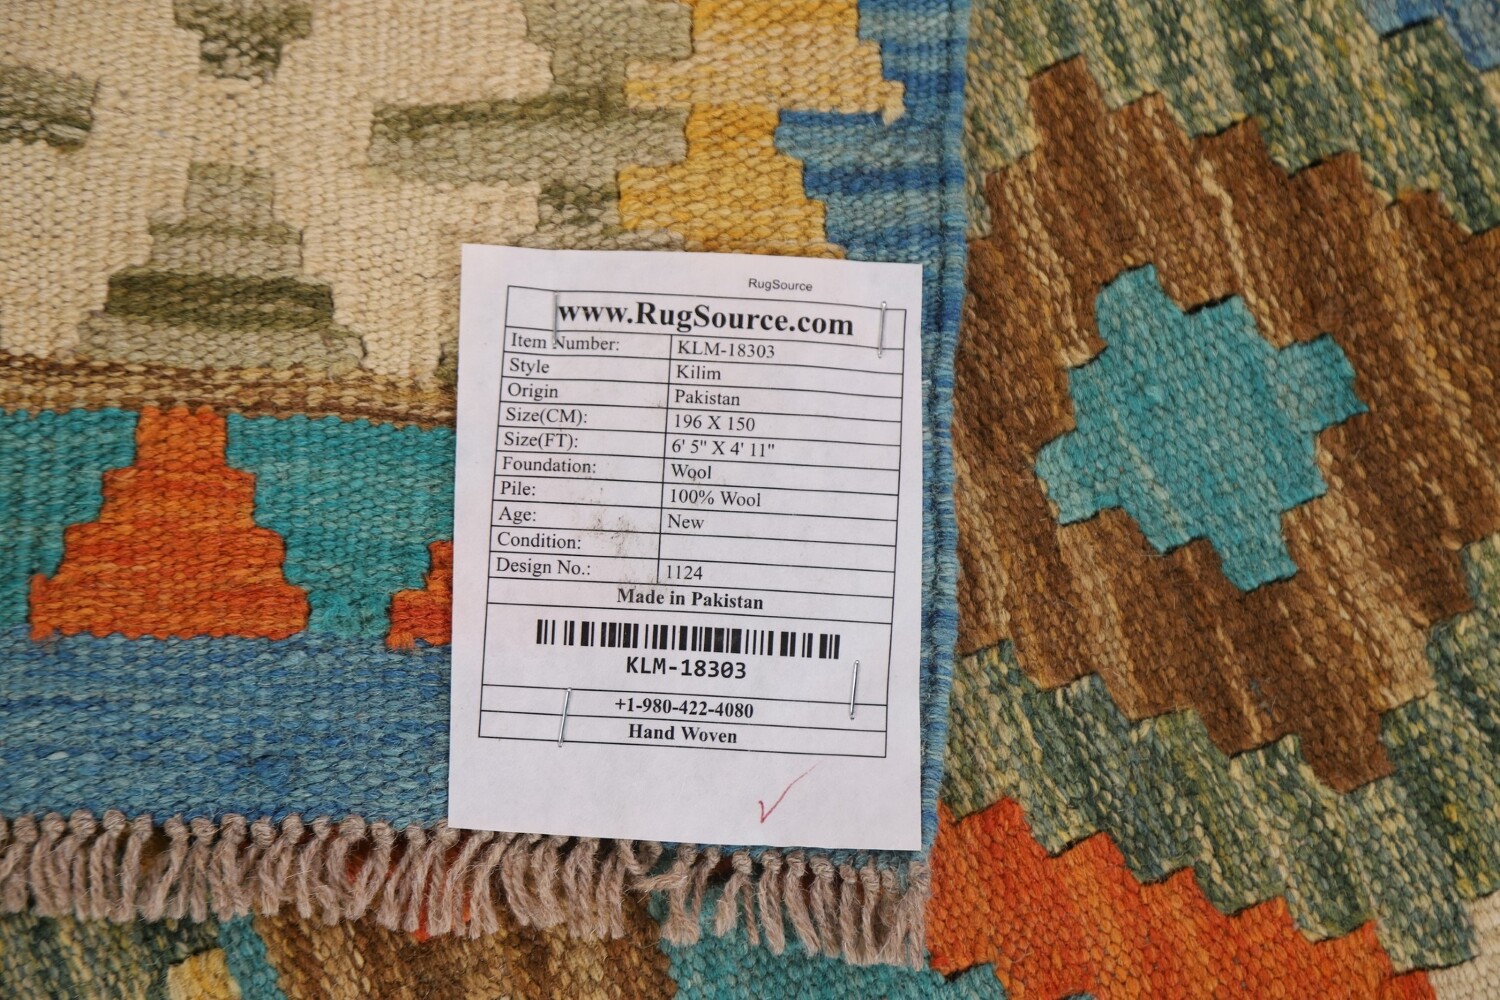 RugSource
www.RugSource.com
Item Number: KLM-18303
Style Kilim
Origin Pakistan
Size(CM): 196 X 150
Size(FT): 6' 5" X 4' 11"
Foundation: Wool
Pile: 100% Wool
Age: New
Condition:
Design No.: 1124
Made in Pakistan
KLM-18303
+1-980-422-4080
Hand Woven